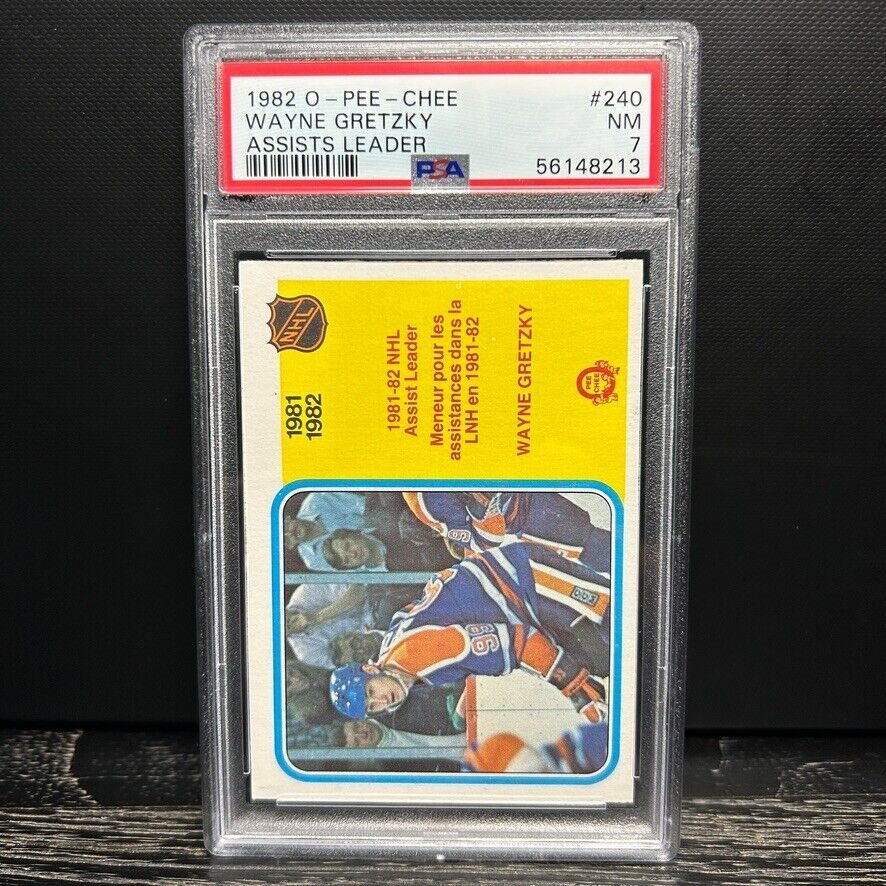 1982 O-PEE-CHEE #240
WAYNE GRETZKY NM
ASSISTS LEADER 7
PSA 56148213
NHL
1981
1982
1981-82 NHL
Assist Leader
Meneur pour les
assistances dans la
LNH en 1981-82
WAYNE GRETZKY
O
PEE
CHEE
99